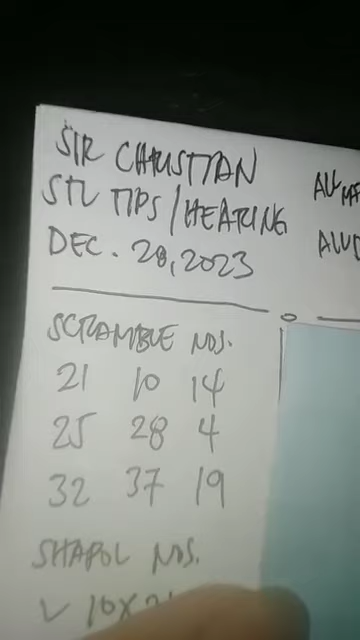 SIR CHRISTIAN
STL TIPS / HEARING
DEC. 28, 2023
SCRAMBLE NOS.
21 10 14
25 28 4
32 37 19
SHAPOL NOS.